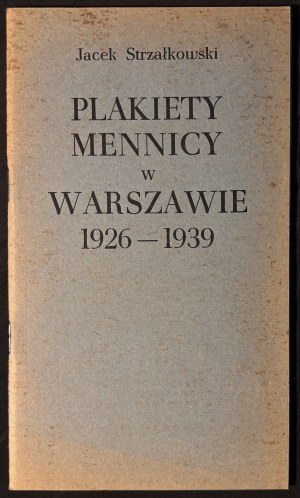 Jacek Strzałkowski
PLAKIETY
MENNICY
w
WARSZAWIE
1926 — 1939